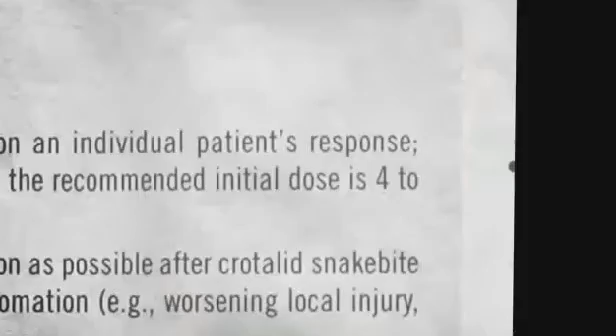 on an individual patient's response;
the recommended initial dose is 4 to
on as possible after crotalid snakebite
omation (e.g., worsening local injury,